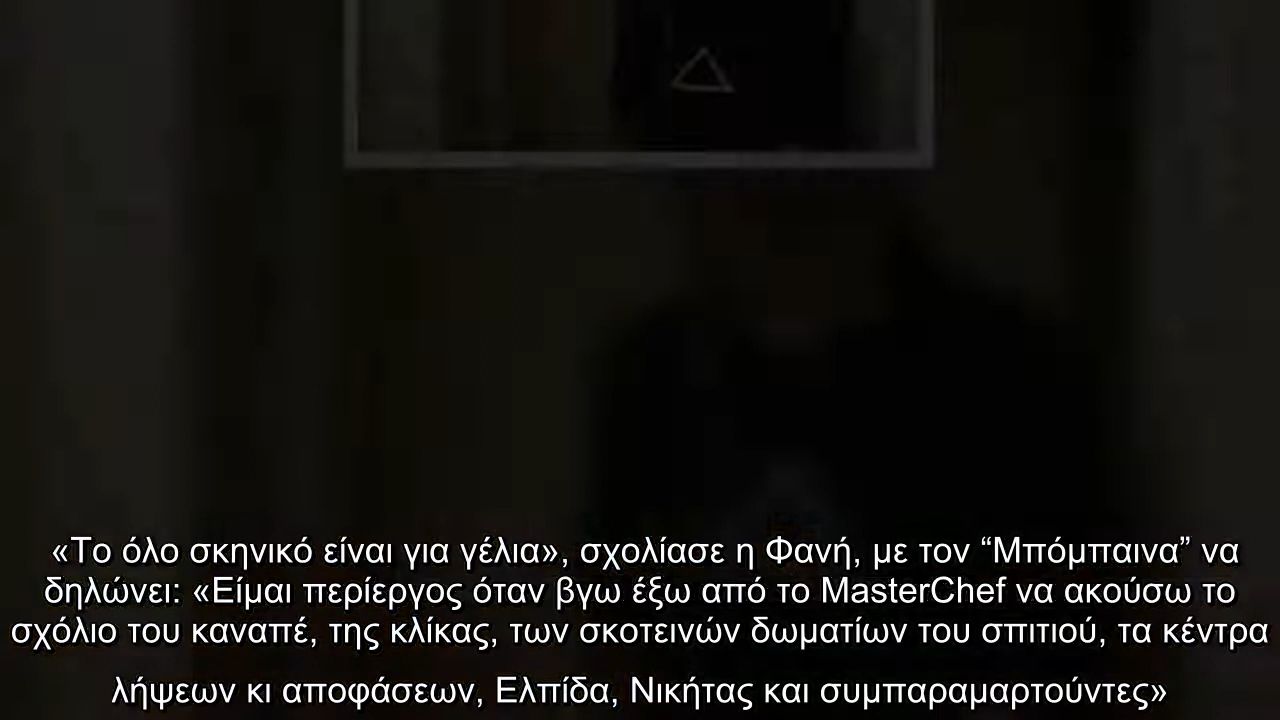 «Το όλο σκηνικό είναι για γέλια», σχολίασε η Φανή, με τον “Μπόμπαινα” να
δηλώνει: «Είμαι περίεργος όταν βγω έξω από το MasterChef να ακούσω το
σχόλιο του καναπέ, της κλίκας, των σκοτεινών δωματίων του σπιτιού, τα κέντρα
λήψεων κι αποφάσεων, Ελπίδα, Νικήτας και συμπαραμαρτούντες»